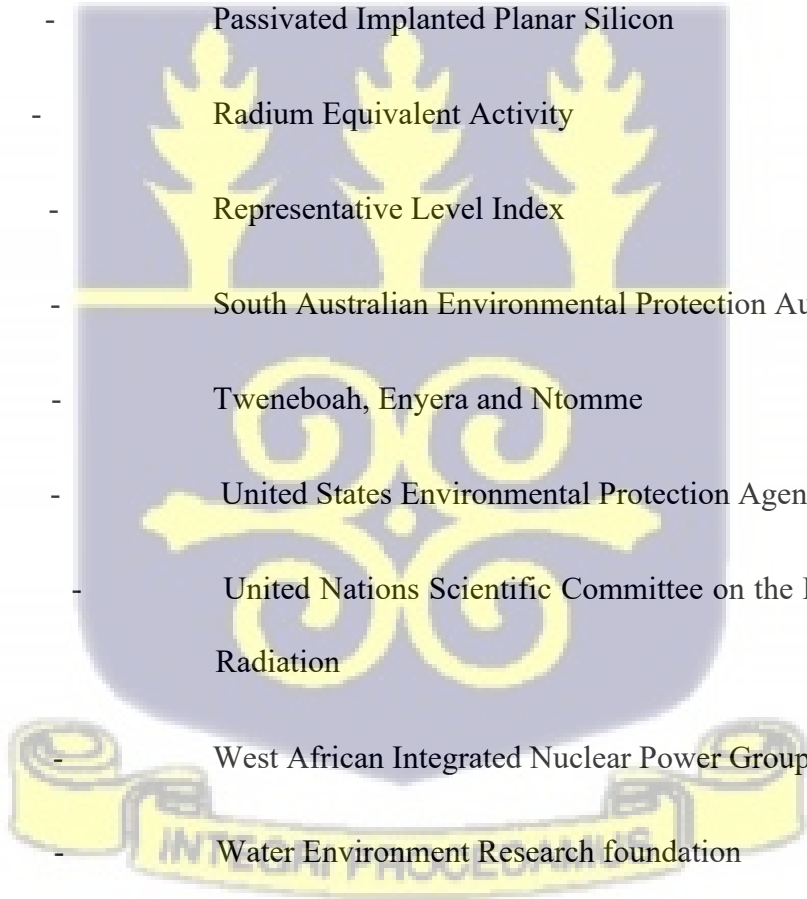 - Passivated Implanted Planar Silicon
- Radium Equivalent Activity
- Representative Level Index
- South Australian Environmental Protection Au
- Tweneboah, Enyera and Ntomme
- United States Environmental Protection Agen
- United Nations Scientific Committee on the
Radiation
- West African Integrated Nuclear Power Group
- Water Environment Research foundation
INTEGRI PROCEDAMUS